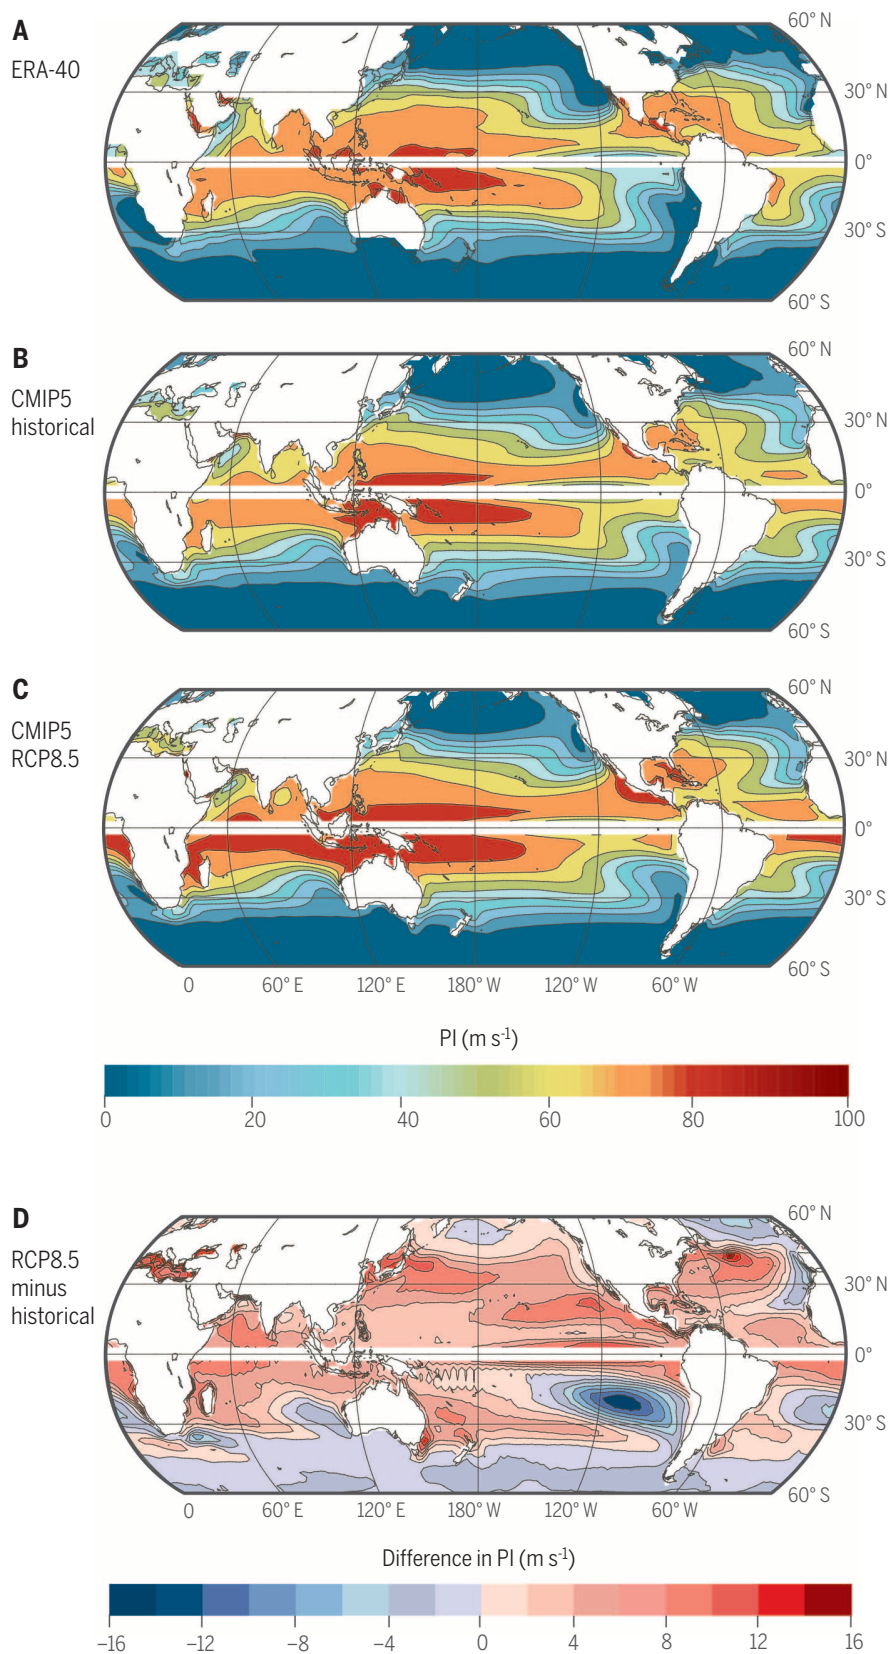 A
ERA-40
60° N
30° N
0°
30° S
60° S
B
CMIP5
historical
60° N
30° N
0°
30° S
60° S
C
CMIP5
RCP8.5
60° N
30° N
0°
30° S
60° S
0 60° E 120° E 180° W 120° W 60° W
PI (m s-1)
0 20 40 60 80 100
D
RCP8.5
minus
historical
60° N
30° N
0°
30° S
60° S
0 60° E 120° E 180° W 120° W 60° W
Difference in PI (m s-1)
−16 −12 −8 −4 0 4 8 12 16